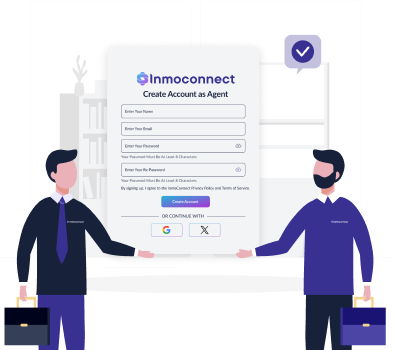 Inmoconnect
Create Account as Agent
Enter Your Name
Enter Your Email
Enter Your Password
Your Password Must Be At Least 8 Characters
Enter Your Re-Password
Your Password Must Be At Least 8 Characters
By signing up, I agree to the InmoConnect Privacy Policy and Terms of Service.
Create Account
OR CONTINUE WITH